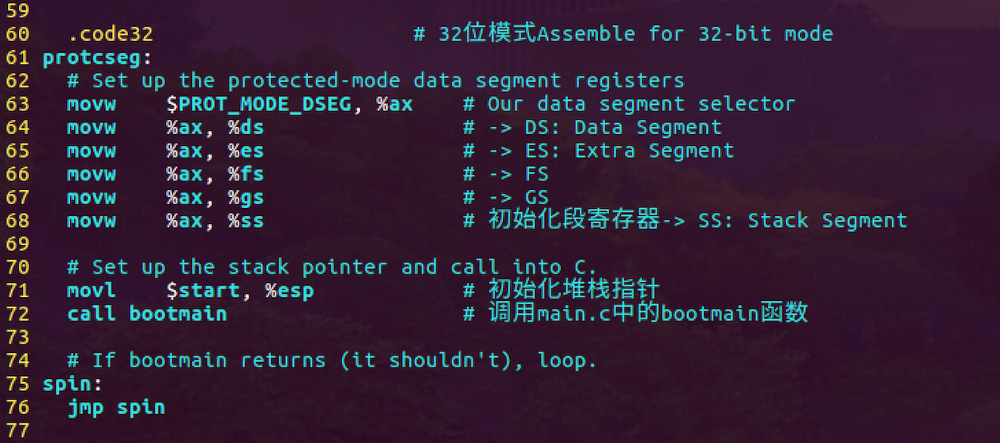 59
60   .code32                     # 32位模式Assemble for 32-bit mode
61 protcseg:
62   # Set up the protected-mode data segment registers
63   movw    $PROT_MODE_DSEG, %ax    # Our data segment selector
64   movw    %ax, %ds                # -> DS: Data Segment
65   movw    %ax, %es                # -> ES: Extra Segment
66   movw    %ax, %fs                # -> FS
67   movw    %ax, %gs                # -> GS
68   movw    %ax, %ss                # 初始化段寄存器-> SS: Stack Segment
69
70   # Set up the stack pointer and call into C.
71   movl    $start, %esp            # 初始化堆栈指针
72   call bootmain                   # 调用main.c中的bootmain函数
73
74   # If bootmain returns (it shouldn't), loop.
75 spin:
76   jmp spin
77